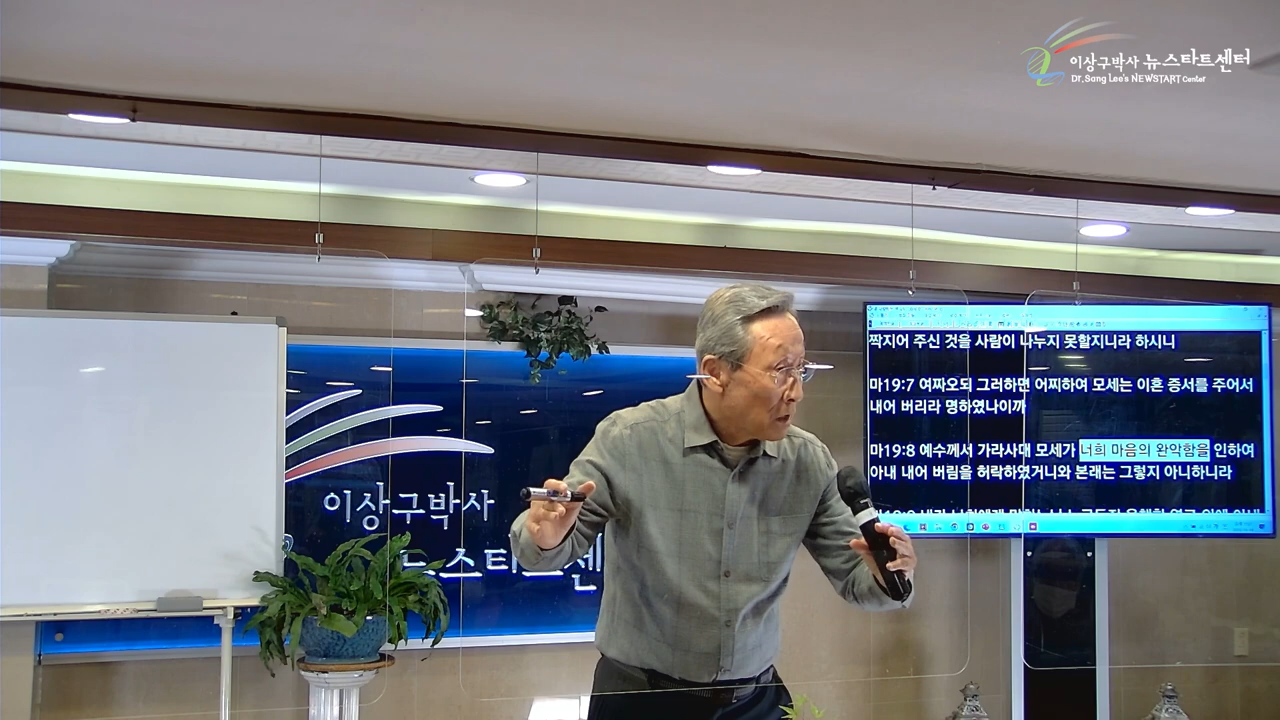 이상구박사 뉴스타트센터
Dr. Sang Lee's NEWSTART Center
짝지어 주신 것을 사람이 나누지 못할지니라 하시니
마19:7 여짜오되 그러하면 어찌하여 모세는 이혼 증서를 주어서
내어 버리라 명하였나이까
마19:8 예수께서 가라사대 모세가 너희 마음의 완악함을 인하여
아내 내어 버림을 허락하였거니와 본래는 그렇지 아니하니라
이상구박사
뉴스타트센